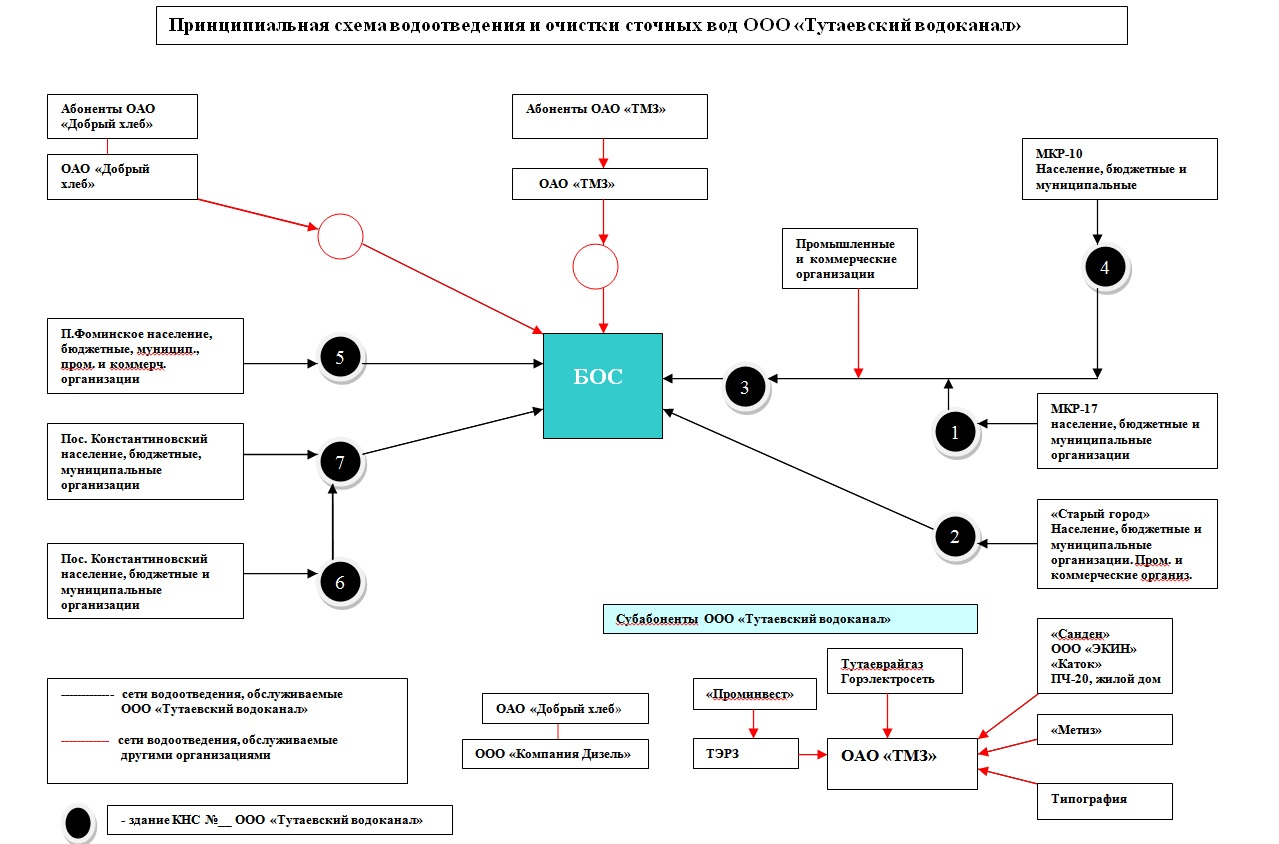 Принципиальная схема водоотведения и очистки сточных вод ООО «Тутаевский водоканал»
Абоненты ОАО
«Добрый хлеб»
ОАО «Добрый
хлеб»
Абоненты ОАО «ТМЗ»
ОАО «ТМЗ»
МКР-10
Население, бюджетные и
муниципальные
Промышленные
и коммерческие
организации
4
П.Фоминское население,
бюджетные, муницип.,
пром. и коммерч.
организации
5
БОС
3
МКР-17
население, бюджетные и
муниципальные
организации
1
Пос. Константиновский
население, бюджетные,
муниципальные
организации
7
«Старый город»
Население, бюджетные и
муниципальные
организации. Пром. и
коммерческие организ.
2
Пос. Константиновский
население, бюджетные и
муниципальные
организации
6
Субабоненты ООО «Тутаевский водоканал»
«Санден»
ООО «ЭКИН»
«Каток»
ПЧ-20, жилой дом
Тутаеврайгаз
Горэлектросеть
«Проминвест»
ОАО «Добрый хлеб»
ООО «Компания Дизель»
ТЭРЗ
ОАО «ТМЗ»
«Метиз»
Типография
------------- сети водоотведения, обслуживаемые
ООО «Тутаевский водоканал»
------------ сети водоотведения, обслуживаемые
другими организациями
- здание КНС №__ ООО «Тутаевский водоканал»